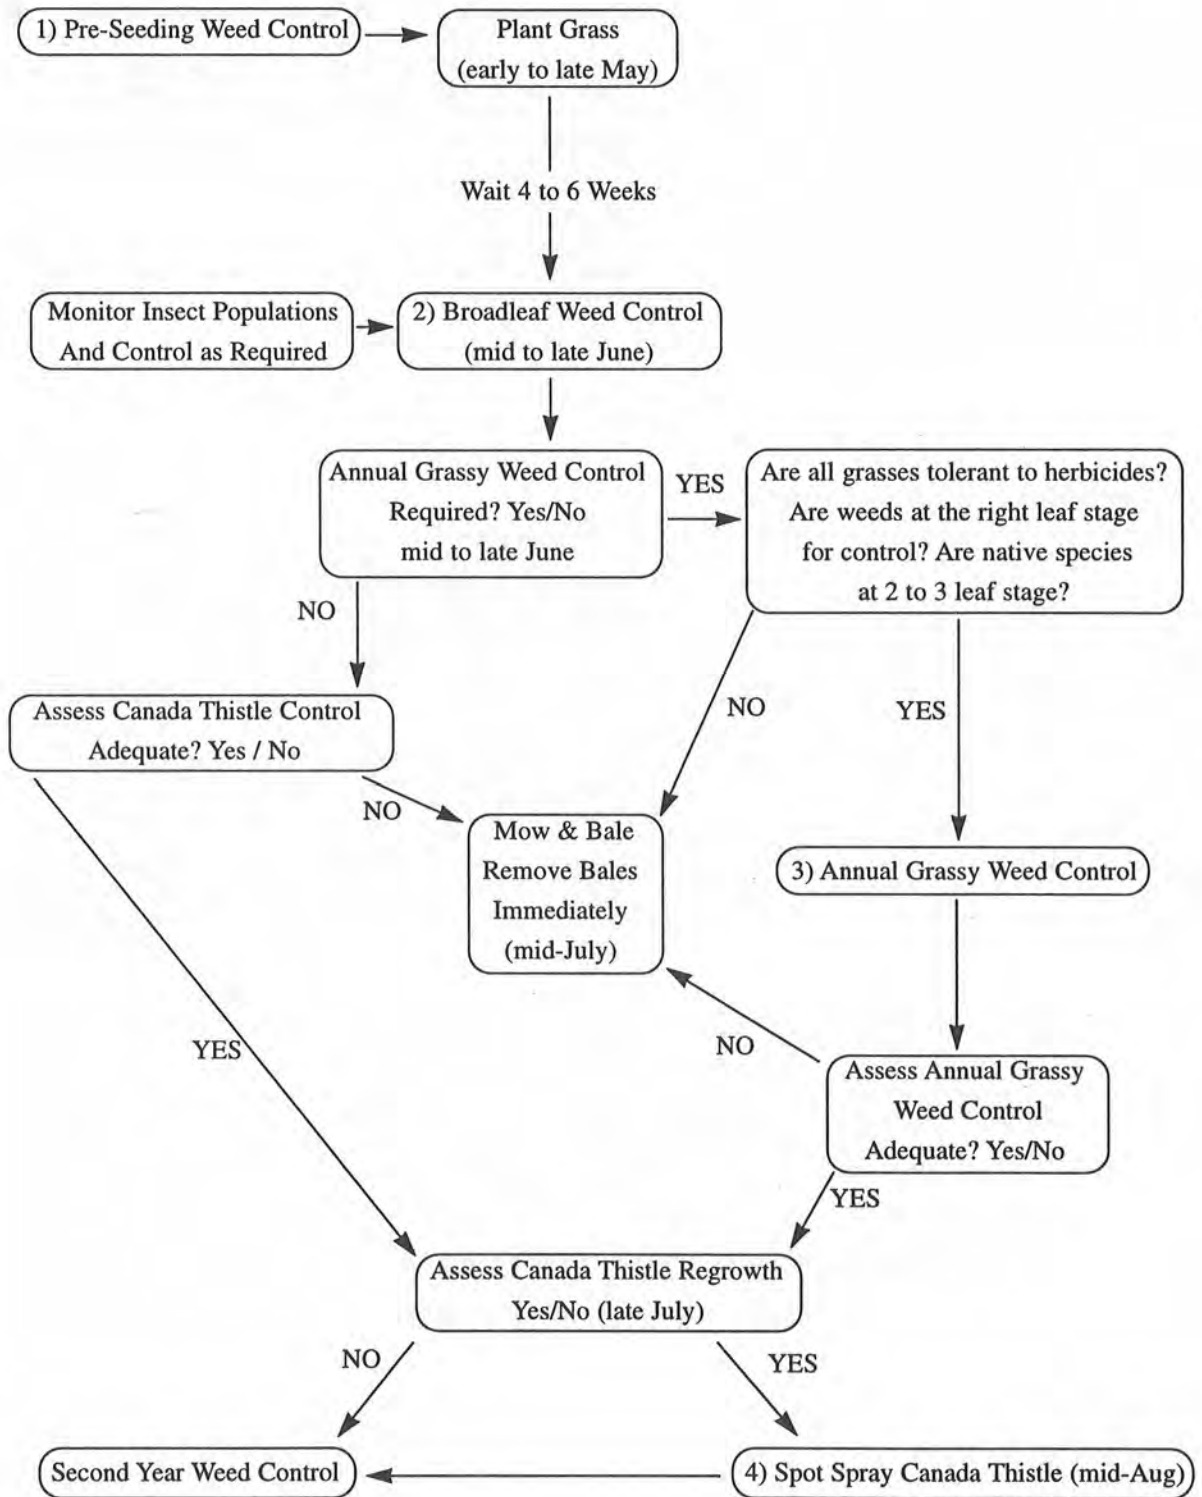 1) Pre-Seeding Weed Control
Plant Grass
(early to late May)
Wait 4 to 6 Weeks
Monitor Insect Populations
And Control as Required
2) Broadleaf Weed Control
(mid to late June)
Annual Grassy Weed Control
Required? Yes/No
mid to late June
YES
Are all grasses tolerant to herbicides?
Are weeds at the right leaf stage
for control? Are native species
at 2 to 3 leaf stage?
NO
NO
YES
Assess Canada Thistle Control
Adequate? Yes / No
NO
Mow & Bale
Remove Bales
Immediately
(mid-July)
3) Annual Grassy Weed Control
YES
NO
Assess Annual Grassy
Weed Control
Adequate? Yes/No
YES
Assess Canada Thistle Regrowth
Yes/No (late July)
NO
YES
Second Year Weed Control
4) Spot Spray Canada Thistle (mid-Aug)